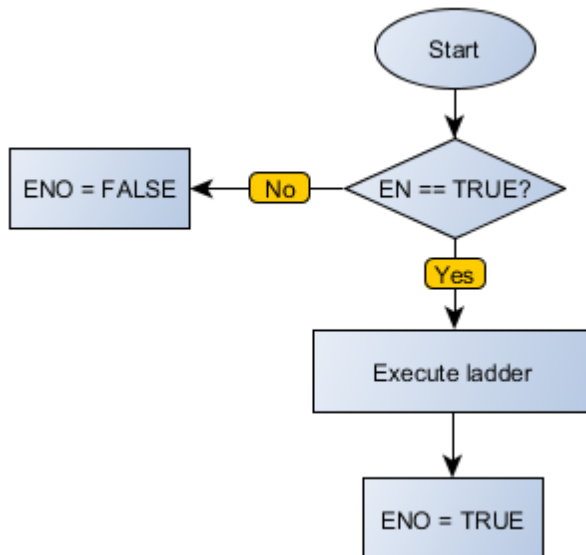 Start
EN == TRUE?
No
ENO = FALSE
Yes
Execute ladder
ENO = TRUE